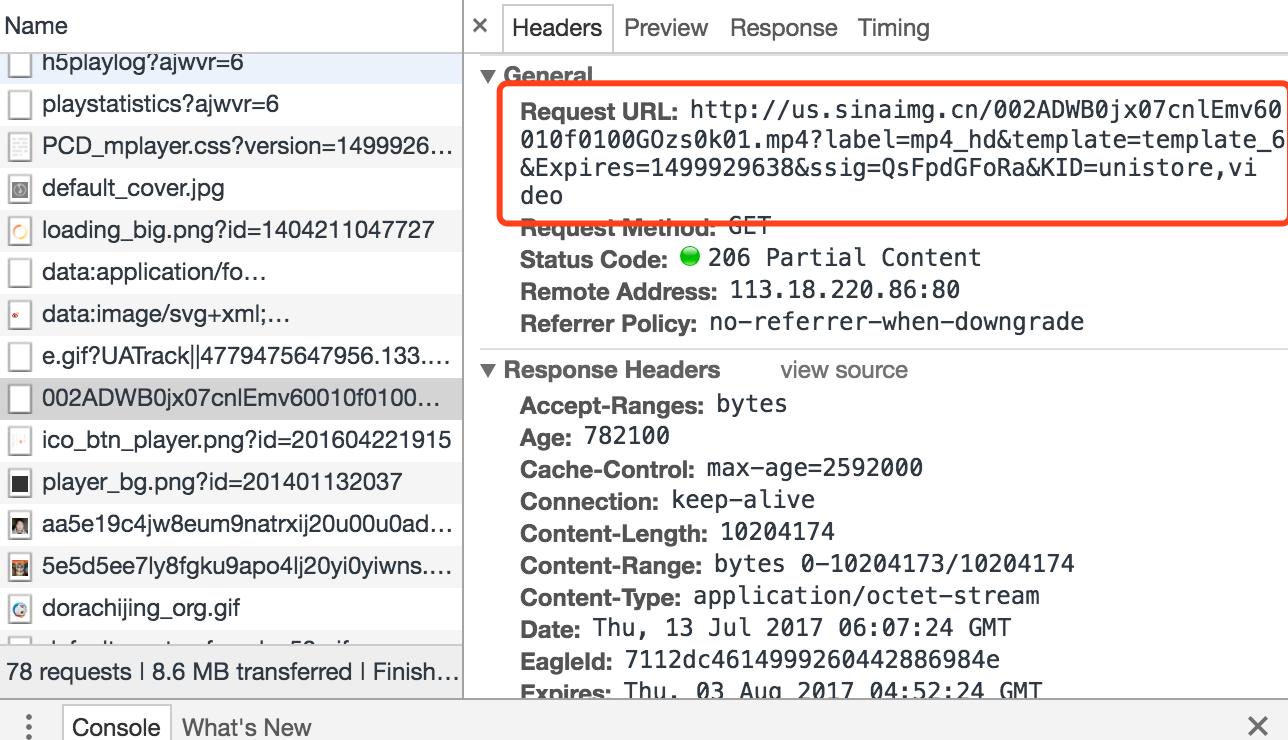 Name
h5playlog?ajwvr=6
playstatistics?ajwvr=6
PCD_mplayer.css?version=1499926...
default_cover.jpg
loading_big.png?id=1404211047727
data:application/fo...
data:image/svg+xml;...
e.gif?UATrack||4779475647956.133....
002ADWB0jx07cnlEmv60010f0100...
ico_btn_player.png?id=201604221915
player_bg.png?id=201401132037
aa5e19c4jw8eum9natrxij20u00u0ad...
5e5d5ee7ly8fgku9apo4lj20yi0yiwns....
dorachijing_org.gif
78 requests | 8.6 MB transferred | Finish...
× Headers Preview Response Timing
▼ General
Request URL: http://us.sinaimg.cn/002ADWB0jx07cnlEmv60
010f0100GOzs0k01.mp4?label=mp4_hd&template=template_6
&Expires=1499929638&ssig=QsFpdGFoRa&KID=unistore,vi
deo
Request Method: GET
Status Code: 206 Partial Content
Remote Address: 113.18.220.86:80
Referrer Policy: no-referrer-when-downgrade
▼ Response Headers view source
Accept-Ranges: bytes
Age: 782100
Cache-Control: max-age=2592000
Connection: keep-alive
Content-Length: 10204174
Content-Range: bytes 0-10204173/10204174
Content-Type: application/octet-stream
Date: Thu, 13 Jul 2017 06:07:24 GMT
EagleId: 7112dc46149992604428​86984e
Expires: Thu, 03 Aug 2017 04:52:24 GMT
Console What's New